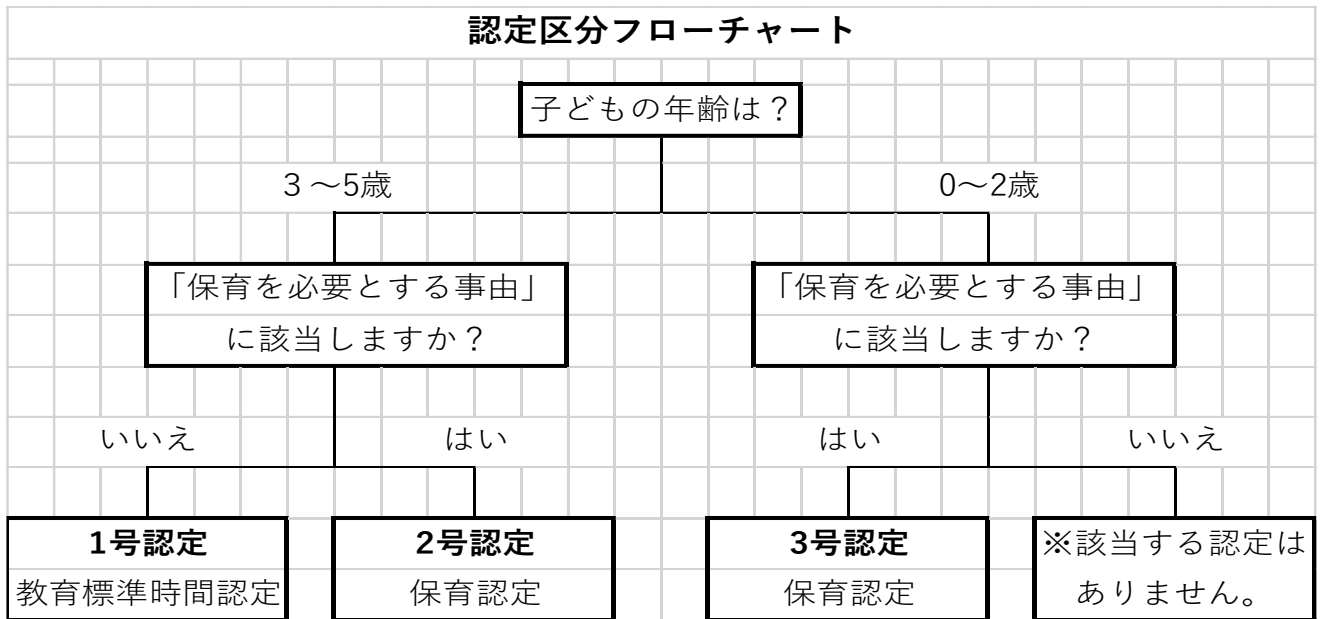 認定区分フローチャート
子どもの年齢は？
３～5歳
0～2歳
「保育を必要とする事由」
に該当しますか？
「保育を必要とする事由」
に該当しますか？
いいえ
はい
はい
いいえ
1号認定
教育標準時間認定
2号認定
保育認定
3号認定
保育認定
※該当する認定は
ありません。